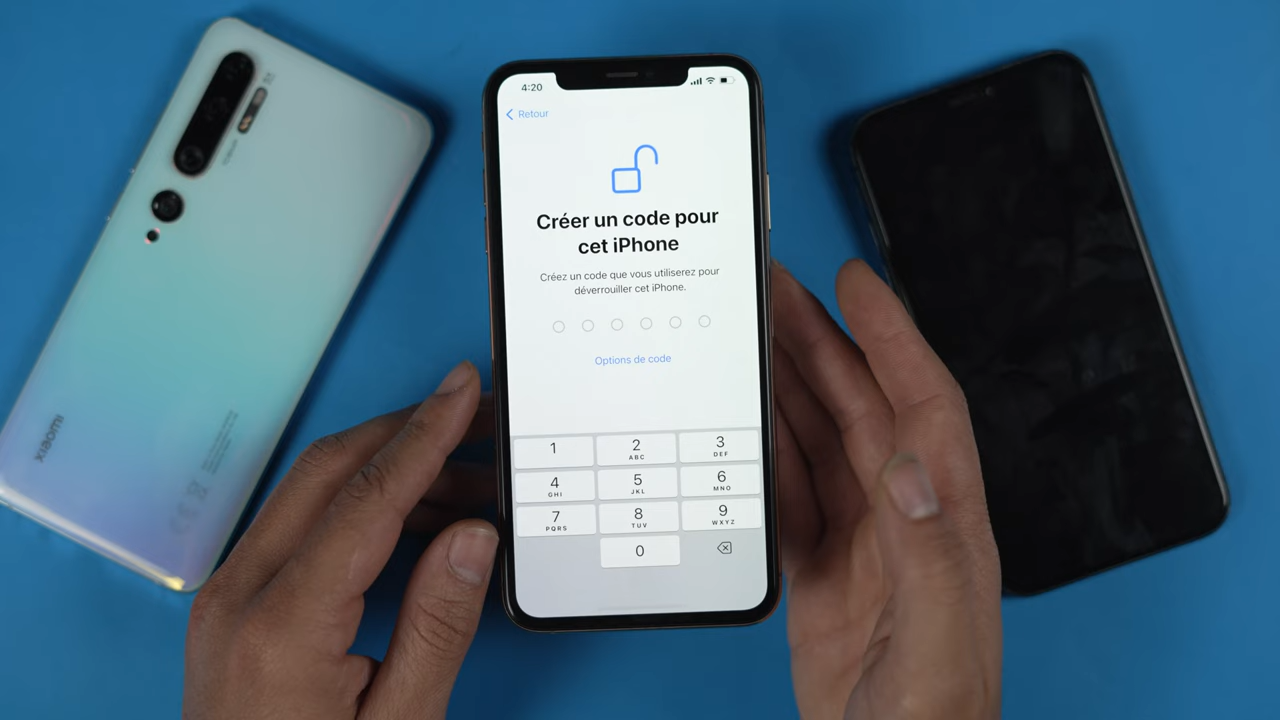 4:20
Retour
Créer un code pour
cet iPhone
Créez un code que vous utiliserez pour
déverrouiller cet iPhone.
Options de code
1
2
ABC
3
DEF
4
GHI
5
JKL
6
MNO
7
PQRS
8
TUV
9
WXYZ
0
xiaomi